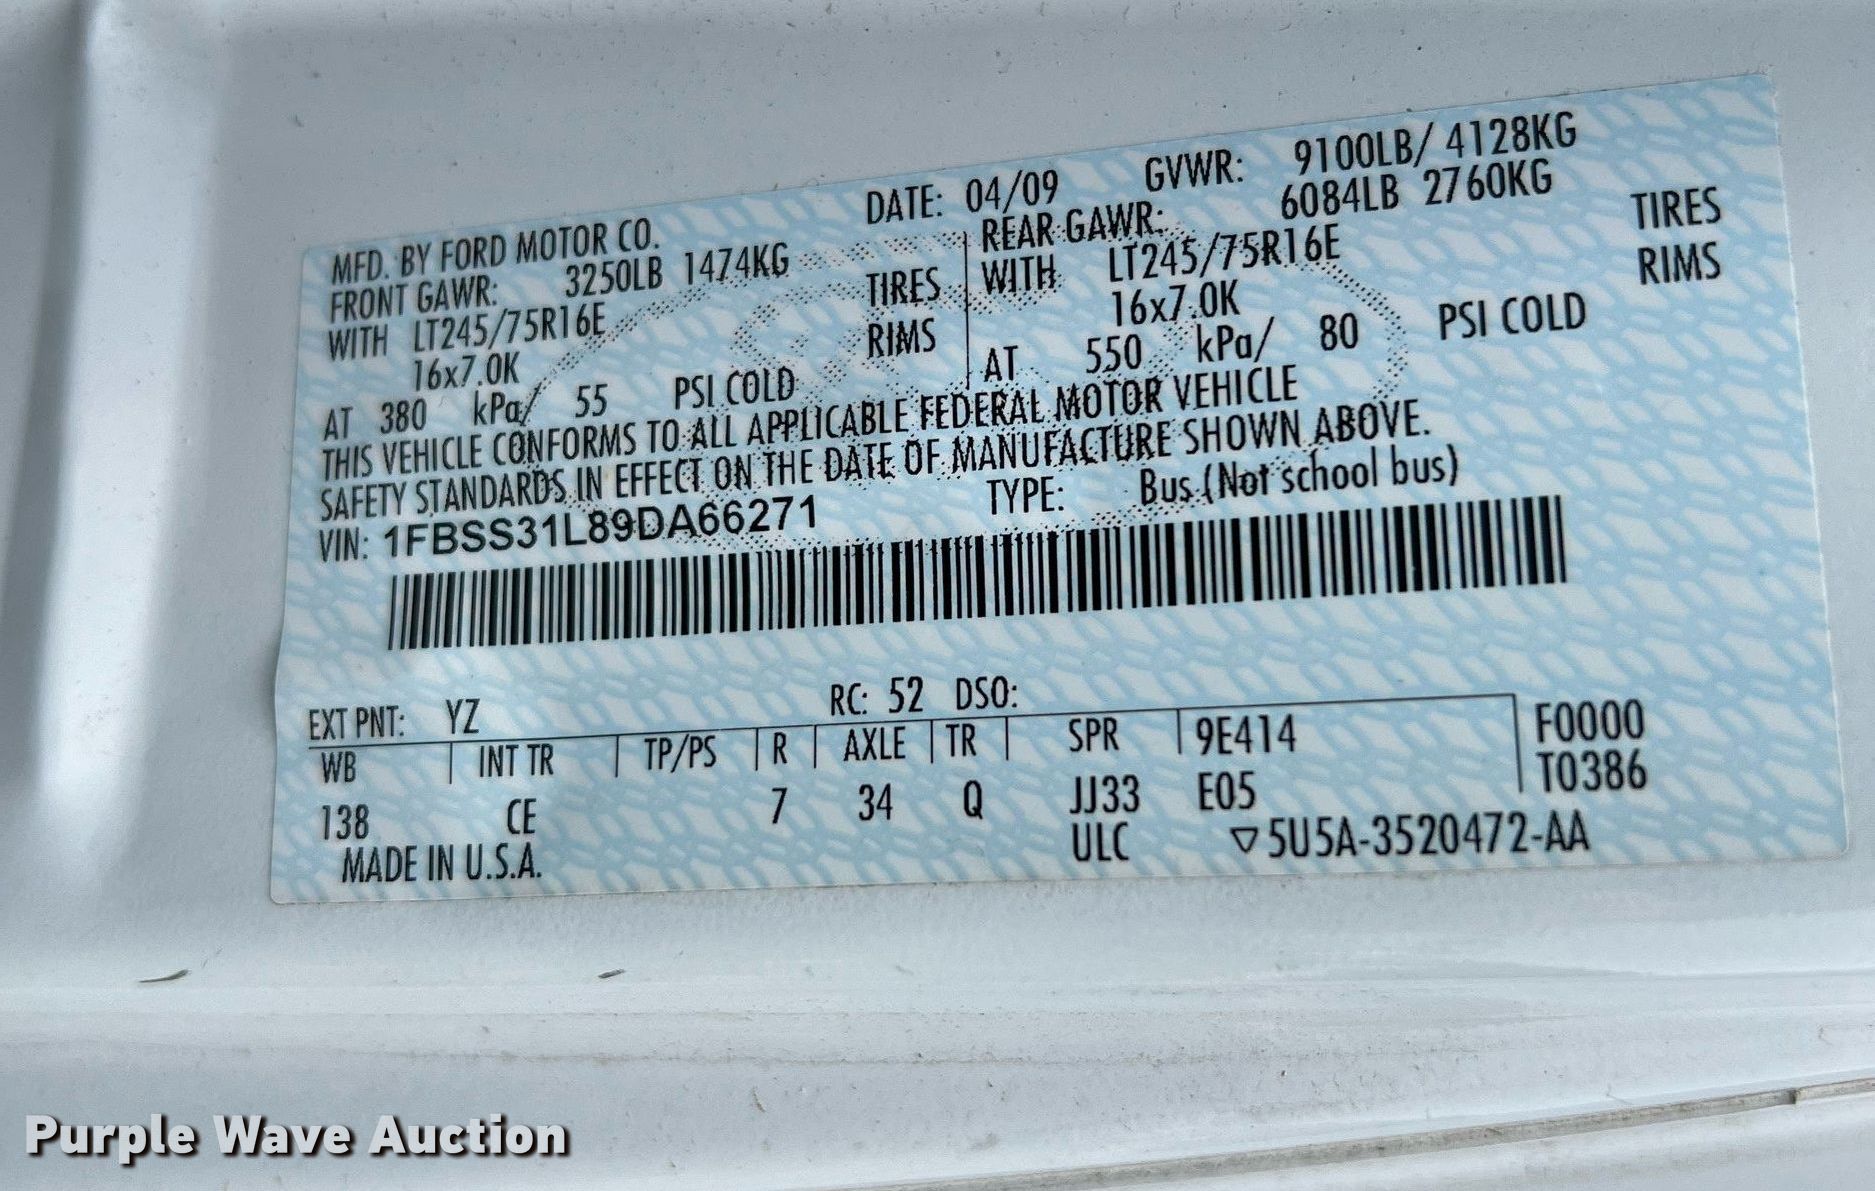 MFD. BY FORD MOTOR CO. DATE: 04/09 GVWR: 9100LB/ 4128KG
FRONT GAWR: 3250LB 1474KG REAR GAWR: 6084LB 2760KG
WITH LT245/75R16E TIRES WITH LT245/75R16E TIRES
16x7.0K RIMS 16x7.0K RIMS
AT 380 kPa/ 55 PSI COLD AT 550 kPa/ 80 PSI COLD
THIS VEHICLE CONFORMS TO ALL APPLICABLE FEDERAL MOTOR VEHICLE
SAFETY STANDARDS IN EFFECT ON THE DATE OF MANUFACTURE SHOWN ABOVE.
VIN: 1FBSS31L89DA66271 TYPE: Bus (Not school bus)
EXT PNT: YZ RC: 52 DSO:
WB INT TR TP/PS R AXLE TR SPR 9E414 F0000
138 CE 7 34 Q JJ33 E05 T0386
MADE IN U.S.A. ULC ▽5U5A-3520472-AA
Purple Wave Auction